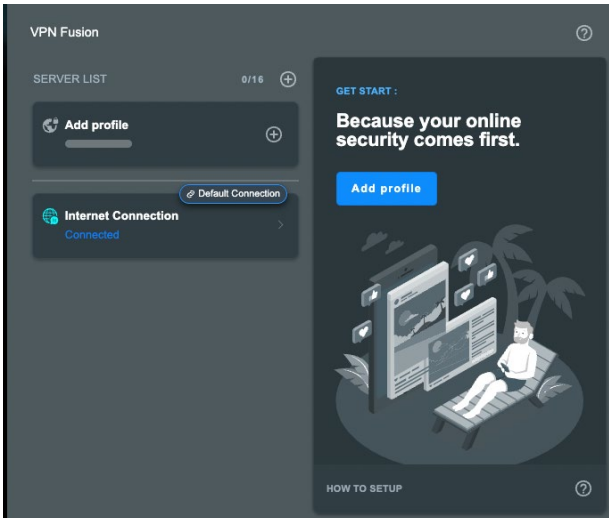 VPN Fusion
SERVER LIST
0/16
Add profile
Default Connection
Internet Connection
Connected
GET START :
Because your online
security comes first.
Add profile
HOW TO SETUP